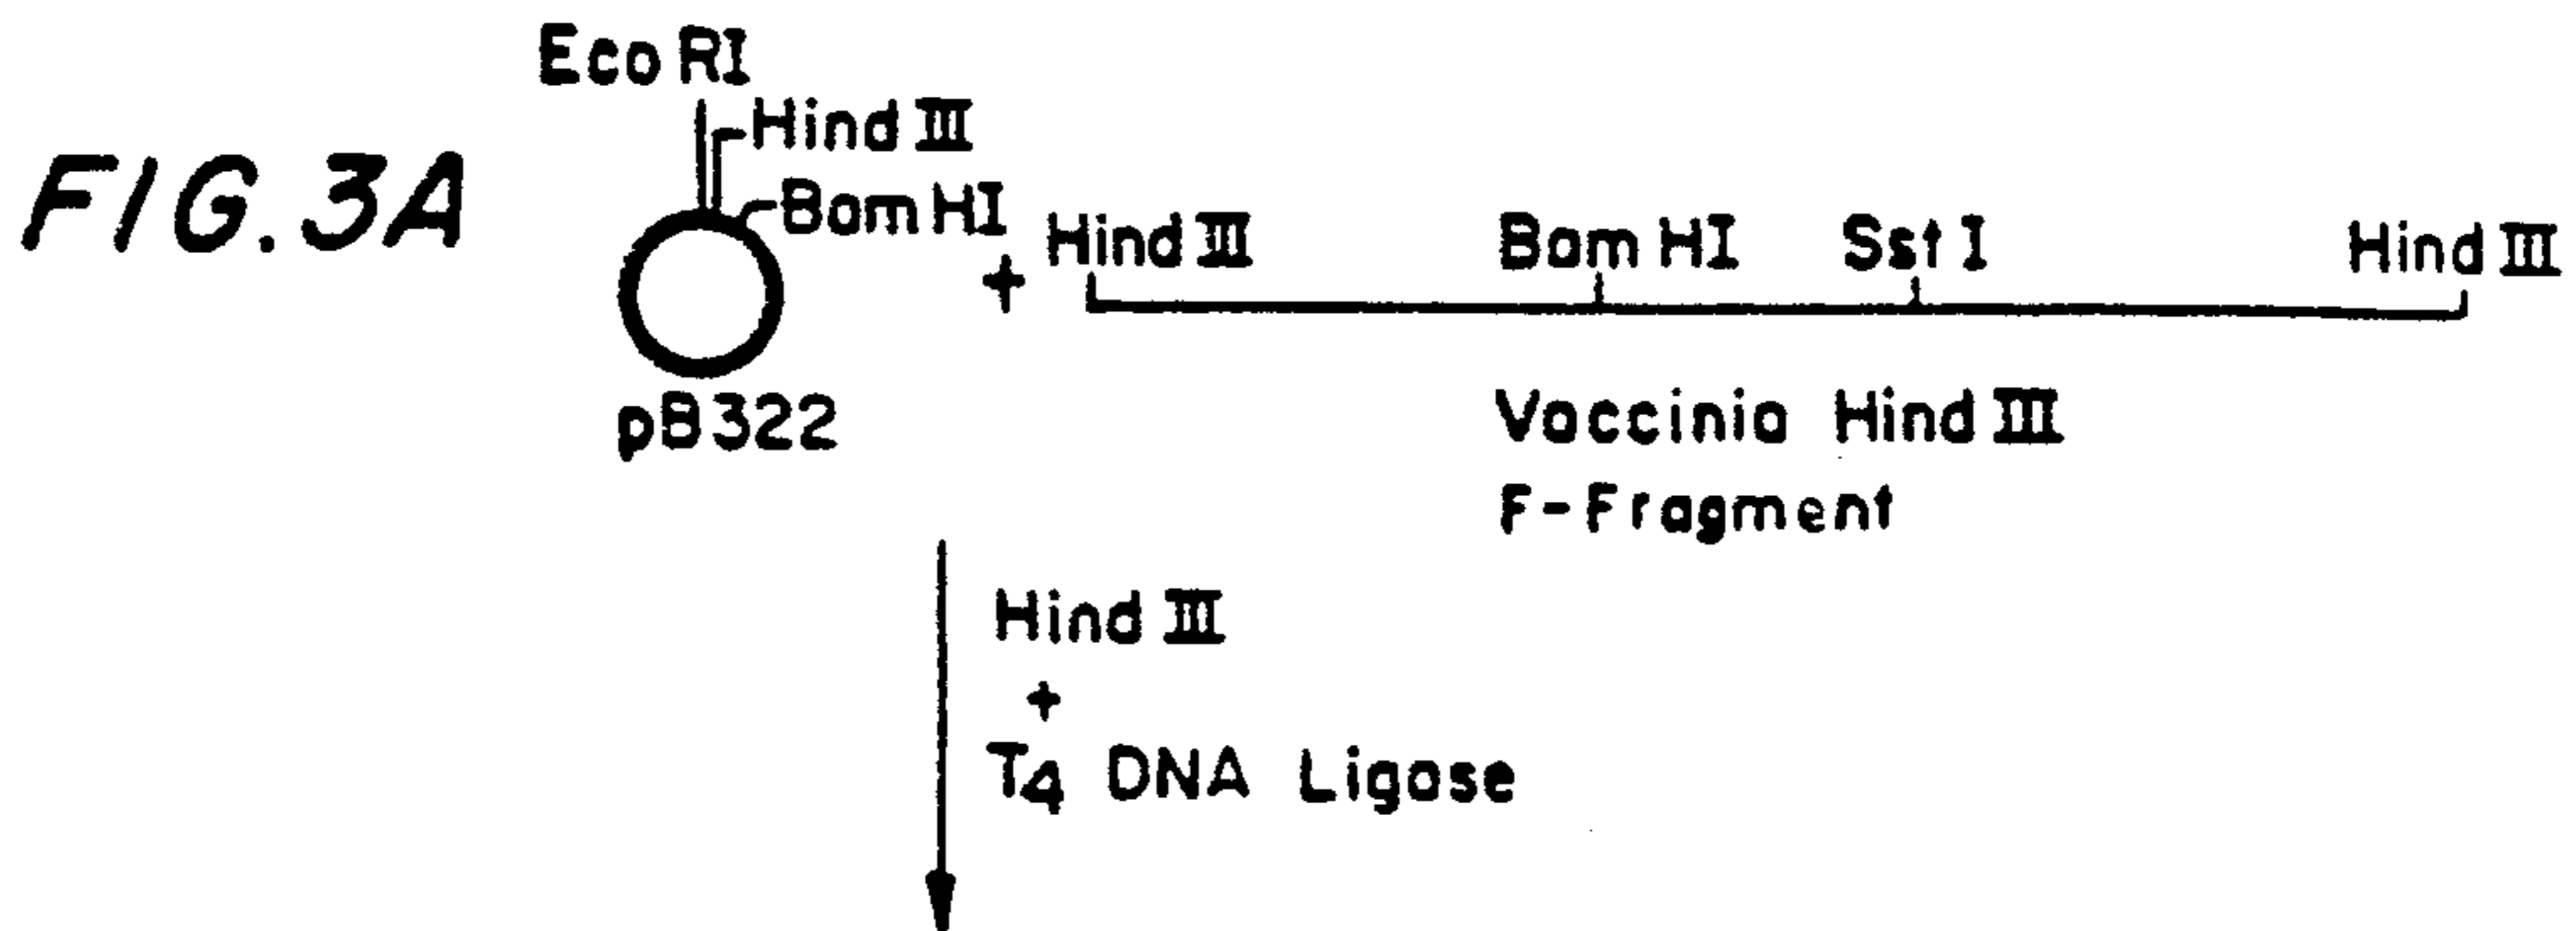 FIG. 3A
Eco RI
Hind III
Bam HI
pB322
+
Hind III
Bam HI
Sst I
Hind III
Vaccinia Hind III
F-Fragment
Hind III
+
T4 DNA Ligase